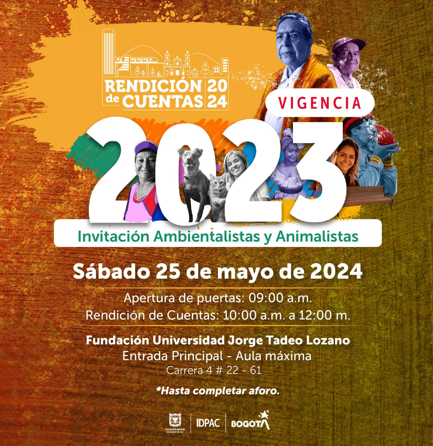 RENDICIÓN 20
de CUENTAS 24
VIGENCIA
2023
Invitación Ambientalistas y Animalistas
Sábado 25 de mayo de 2024
Apertura de puertas: 09:00 a.m.
Rendición de Cuentas: 10:00 a.m. a 12:00 m.
Fundación Universidad Jorge Tadeo Lozano
Entrada Principal - Aula máxima
Carrera 4 # 22 - 61
*Hasta completar aforo.
IDPAC
BOGOTÁ